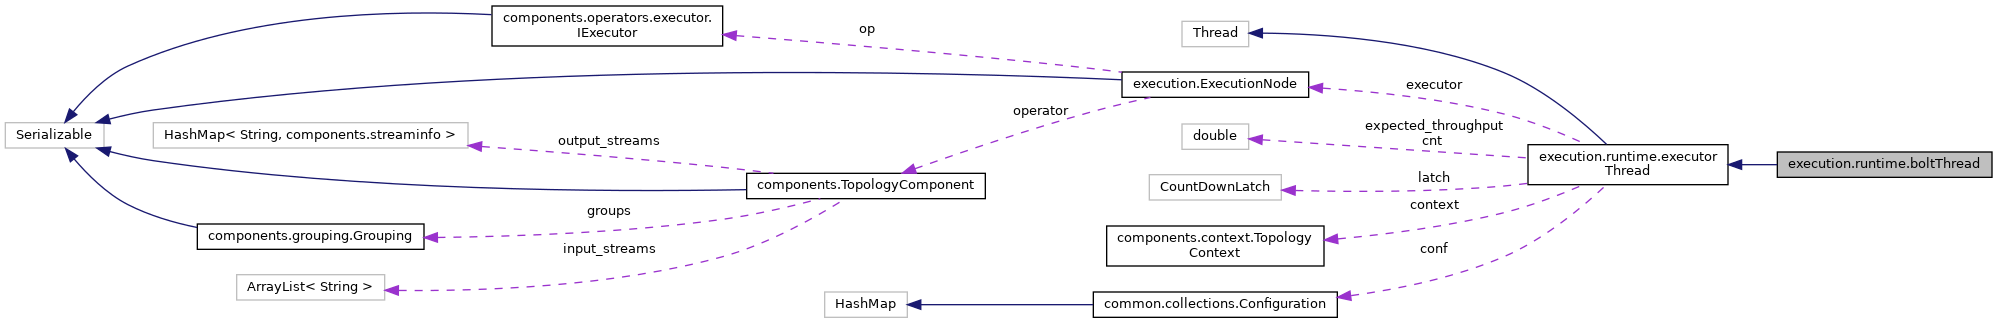 components.operators.executor.
IExecutor
op
Thread
execution.ExecutionNode
executor
operator
Serializable
HashMap< String, components.streaminfo >
output_streams
double
expected_throughput
cnt
execution.runtime.executor
Thread
execution.runtime.boltThread
components.TopologyComponent
CountDownLatch
latch
context
groups
components.grouping.Grouping
input_streams
components.context.Topology
Context
conf
ArrayList< String >
HashMap
common.collections.Configuration